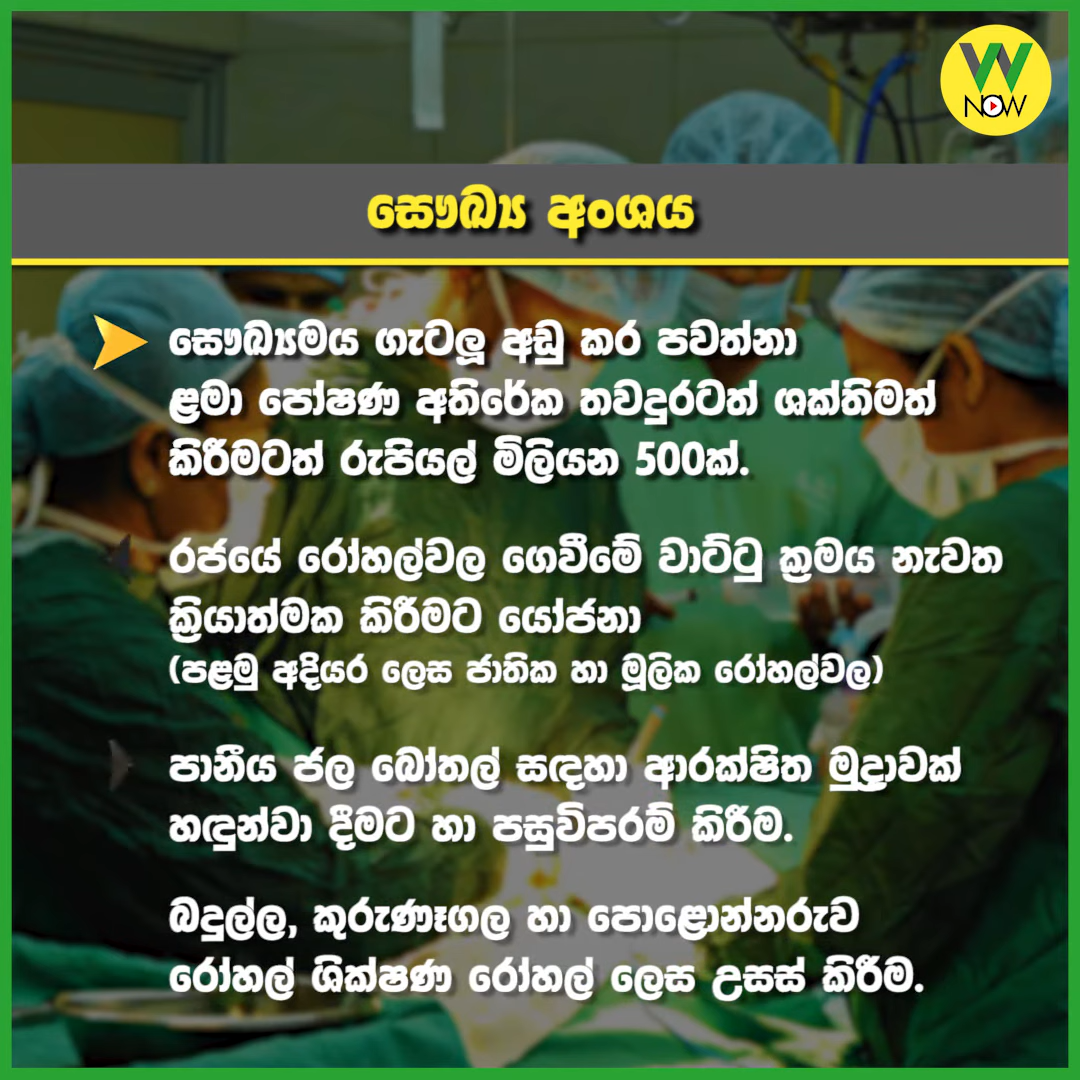 W
NOW
සෞඛ්‍ය අංශය
සෞඛ්‍යමය ගැටලූ අඩු කර පවත්නා
ළමා පෝෂණ අතිරේක තවදුරටත් ශක්තිමත්
කිරීමටත් රුපියල් මිලියන 500ක්.
රජයේ රෝහල්වල ගෙවීමේ වාට්ටු ක්‍රමය නැවත
ක්‍රියාත්මක කිරීමට යෝජනා
(පළමු අදියර ලෙස ජාතික හා මූලික රෝහල්වල)
පානීය ජල බෝතල් සඳහා ආරක්ෂිත මුද්‍රාවක්
හඳුන්වා දීමට හා පසුවිපරම් කිරීම.
බදුල්ල, කුරුණෑගල හා පොළොන්නරුව
රෝහල් ශික්ෂණ රෝහල් ලෙස උසස් කිරීම.